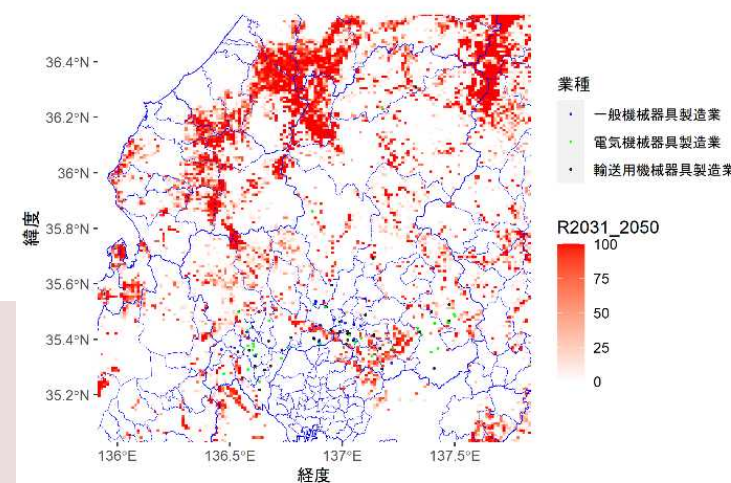 36.4°N
36.2°N
36°N
35.8°N
35.6°N
35.4°N
35.2°N
緯度
136°E
136.5°E
137°E
137.5°E
経度
業種
一般機械器具製造業
電気機械器具製造業
輸送用機械器具製造業
R2031_2050
100
75
50
25
0